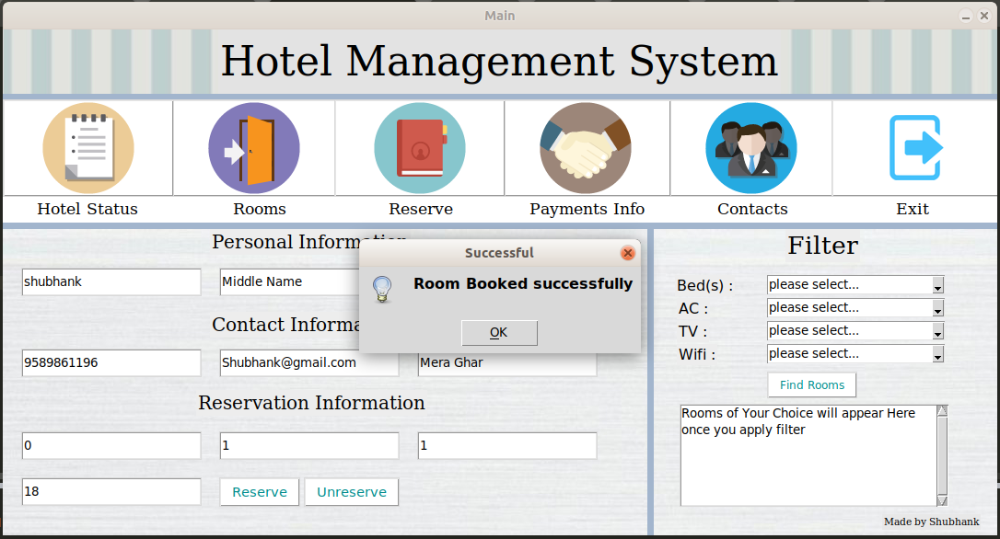 Main
Hotel Management System
Hotel Status
Rooms
Reserve
Payments Info
Contacts
Exit
Personal Information
shubhank
Middle Name
Successful
Room Booked successfully
OK
Contact Informa
9589861196
Shubhank@gmail.com
Mera Ghar
Reservation Information
0
1
1
18
Reserve
Unreserve
Filter
Bed(s) :
please select...
AC :
please select...
TV :
please select...
Wifi :
please select...
Find Rooms
Rooms of Your Choice will appear Here
once you apply filter
Made by Shubhank